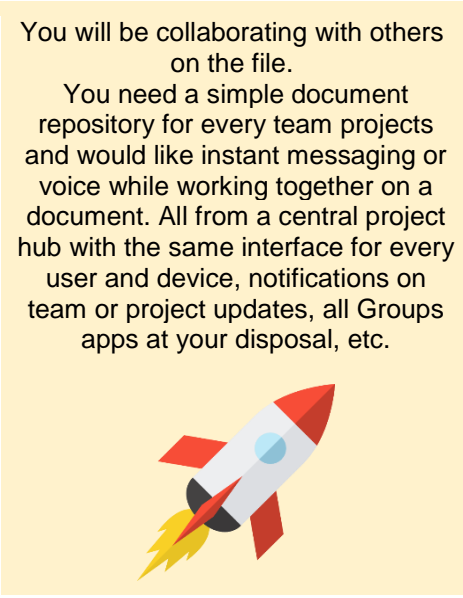 You will be collaborating with others
on the file.
You need a simple document
repository for every team projects
and would like instant messaging or
voice while working together on a
document. All from a central project
hub with the same interface for every
user and device, notifications on
team or project updates, all Groups
apps at your disposal, etc.